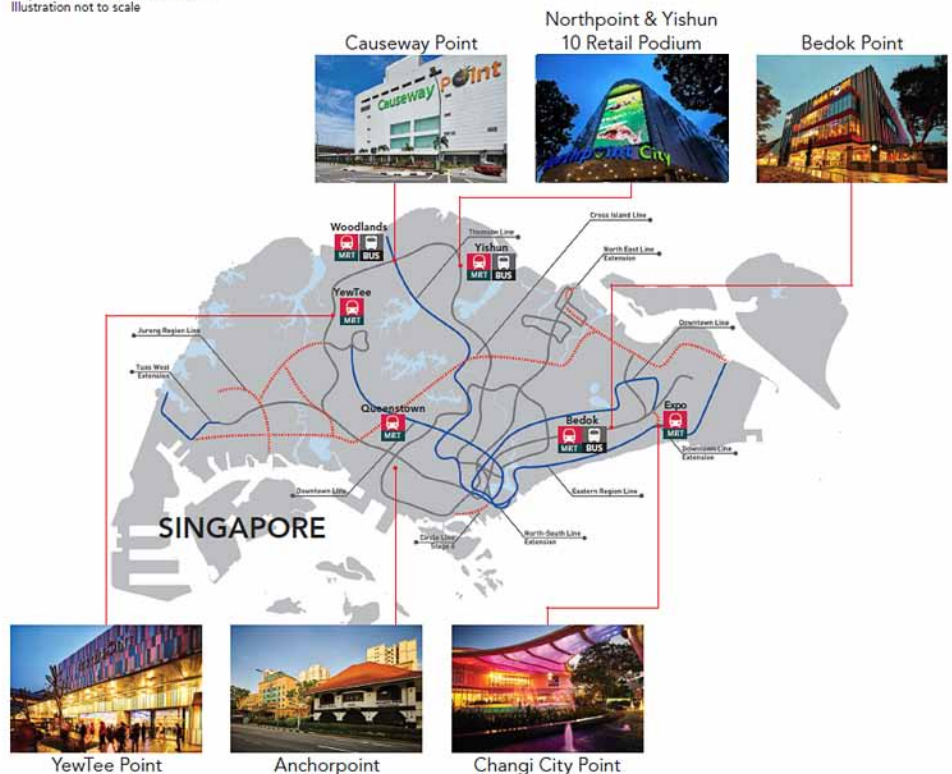 Illustration not to scale
Causeway Point
Northpoint & Yishun
10 Retail Podium
Bedok Point
Causeway Point
northpoint City
Woodlands
MRT BUS
Thomson Line
Cross Island Line
Yishun
MRT BUS
North East Line
Extension
YewTee
MRT
Jurong Region Line
Downtown Line
Tuas West
Extension
Queenstown
MRT
Bedok
MRT BUS
Expo
MRT
Downtown Line
Extension
Downtown Line
Eastern Region Line
SINGAPORE
Circle Line
Stage 6
North-South Line
Extension
YewTee Point
Anchorpoint
Changi City Point